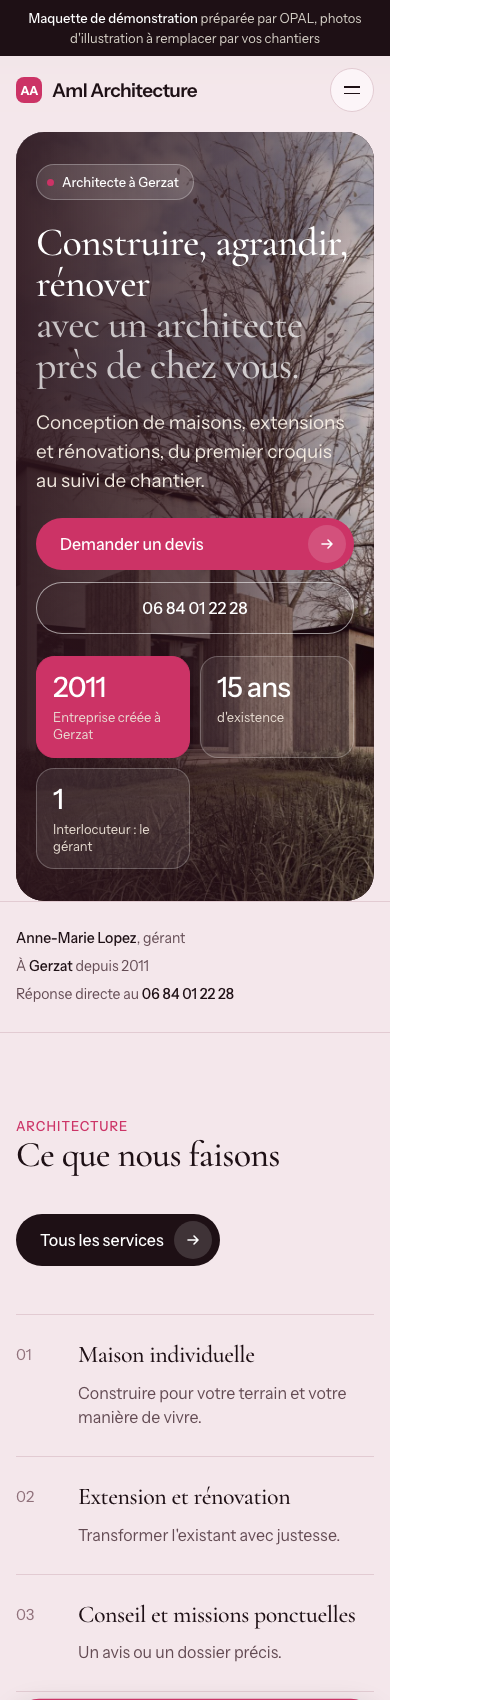 Maquette de démonstration préparée par OPAL, photos
d'illustration à remplacer par vos chantiers
AA Aml Architecture
Architecte à Gerzat
Construire, agrandir,
rénover
avec un architecte
près de chez vous.
Conception de maisons, extensions
et rénovations, du premier croquis
au suivi de chantier.
Demander un devis
06 84 01 22 28
2011
Entreprise créée à
Gerzat
15 ans
d'existence
1
Interlocuteur : le
gérant
Anne-Marie Lopez, gérant
À Gerzat depuis 2011
Réponse directe au 06 84 01 22 28
ARCHITECTURE
Ce que nous faisons
Tous les services
01
Maison individuelle
Construire pour votre terrain et votre
manière de vivre.
02
Extension et rénovation
Transformer l'existant avec justesse.
03
Conseil et missions ponctuelles
Un avis ou un dossier précis.